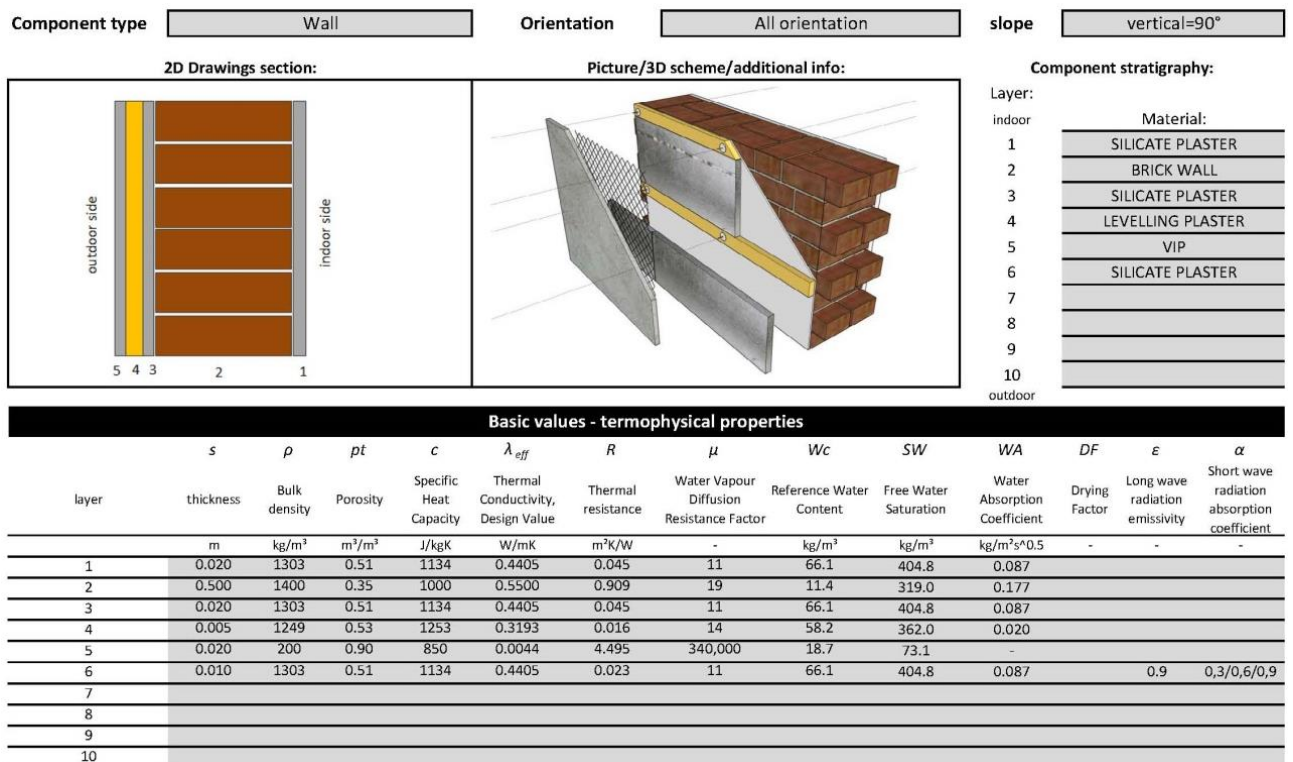 Component type Wall Orientation All orientation slope vertical=90°
2D Drawings section: Picture/3D scheme/additional info: Component stratigraphy:
Layer:
indoor Material:
1 SILICATE PLASTER
2 BRICK WALL
3 SILICATE PLASTER
4 LEVELLING PLASTER
5 VIP
6 SILICATE PLASTER
7
8
9
10
outdoor
outdoor side
indoor side
5 4 3 2 1
Basic values - termophysical properties
s ρ pt c λeff R μ Wc SW WA DF ε α
layer thickness Bulk density Porosity Specific Heat Capacity Thermal Conductivity, Design Value Thermal resistance Water Vapour Diffusion Resistance Factor Reference Water Content Free Water Saturation Water Absorption Coefficient Drying Factor Long wave radiation emissivity Short wave radiation absorption coefficient
m kg/m³ m³/m³ J/kgK W/mK m²K/W - kg/m³ kg/m³ kg/m²s^0.5 - - -
1 0.020 1303 0.51 1134 0.4405 0.045 11 66.1 404.8 0.087
2 0.500 1400 0.35 1000 0.5500 0.909 19 11.4 319.0 0.177
3 0.020 1303 0.51 1134 0.4405 0.045 11 66.1 404.8 0.087
4 0.005 1249 0.53 1253 0.3193 0.016 14 58.2 362.0 0.020
5 0.020 200 0.90 850 0.0044 4.495 340,000 18.7 73.1 -
6 0.010 1303 0.51 1134 0.4405 0.023 11 66.1 404.8 0.087 0.9 0,3/0,6/0,9
7
8
9
10